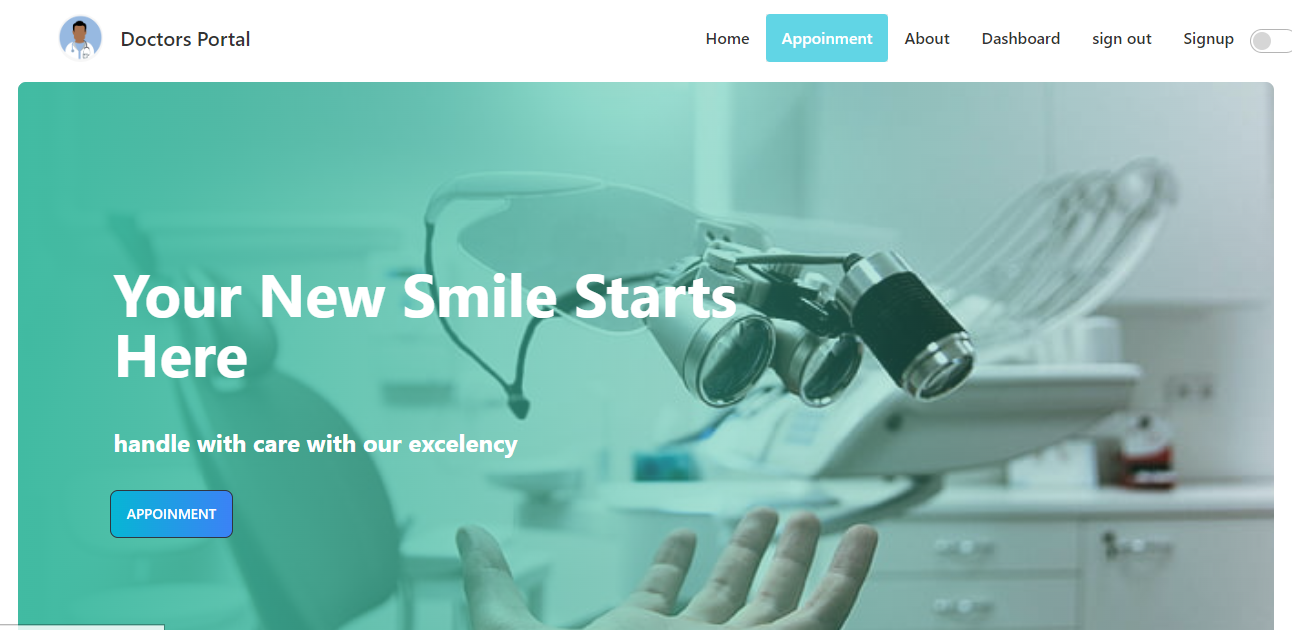 Doctors Portal
Home Appoinment About Dashboard sign out Signup
Your New Smile Starts
Here
handle with care with our excelency
APPOINMENT